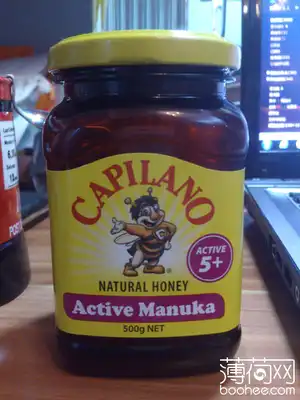 CAPILANO
ACTIVE
5+
NATURAL HONEY
Active Manuka
500g NET
薄荷网
boohee.com